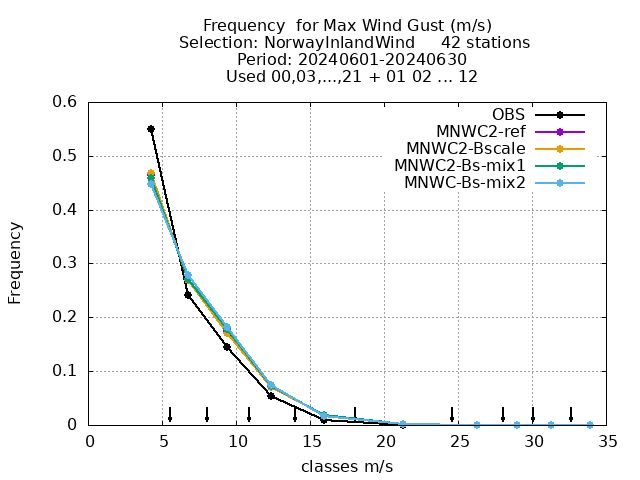 Frequency  for Max Wind Gust (m/s)
Selection: NorwayInlandWind     42 stations
Period: 20240601-20240630
Used 00,03,...,21 + 01 02 ... 12
0.6
0.5
0.4
0.3
0.2
0.1
0
Frequency
OBS
MNWC2-ref
MNWC2-Bscale
MNWC2-Bs-mix1
MNWC-Bs-mix2
0 5 10 15 20 25 30 35
classes m/s